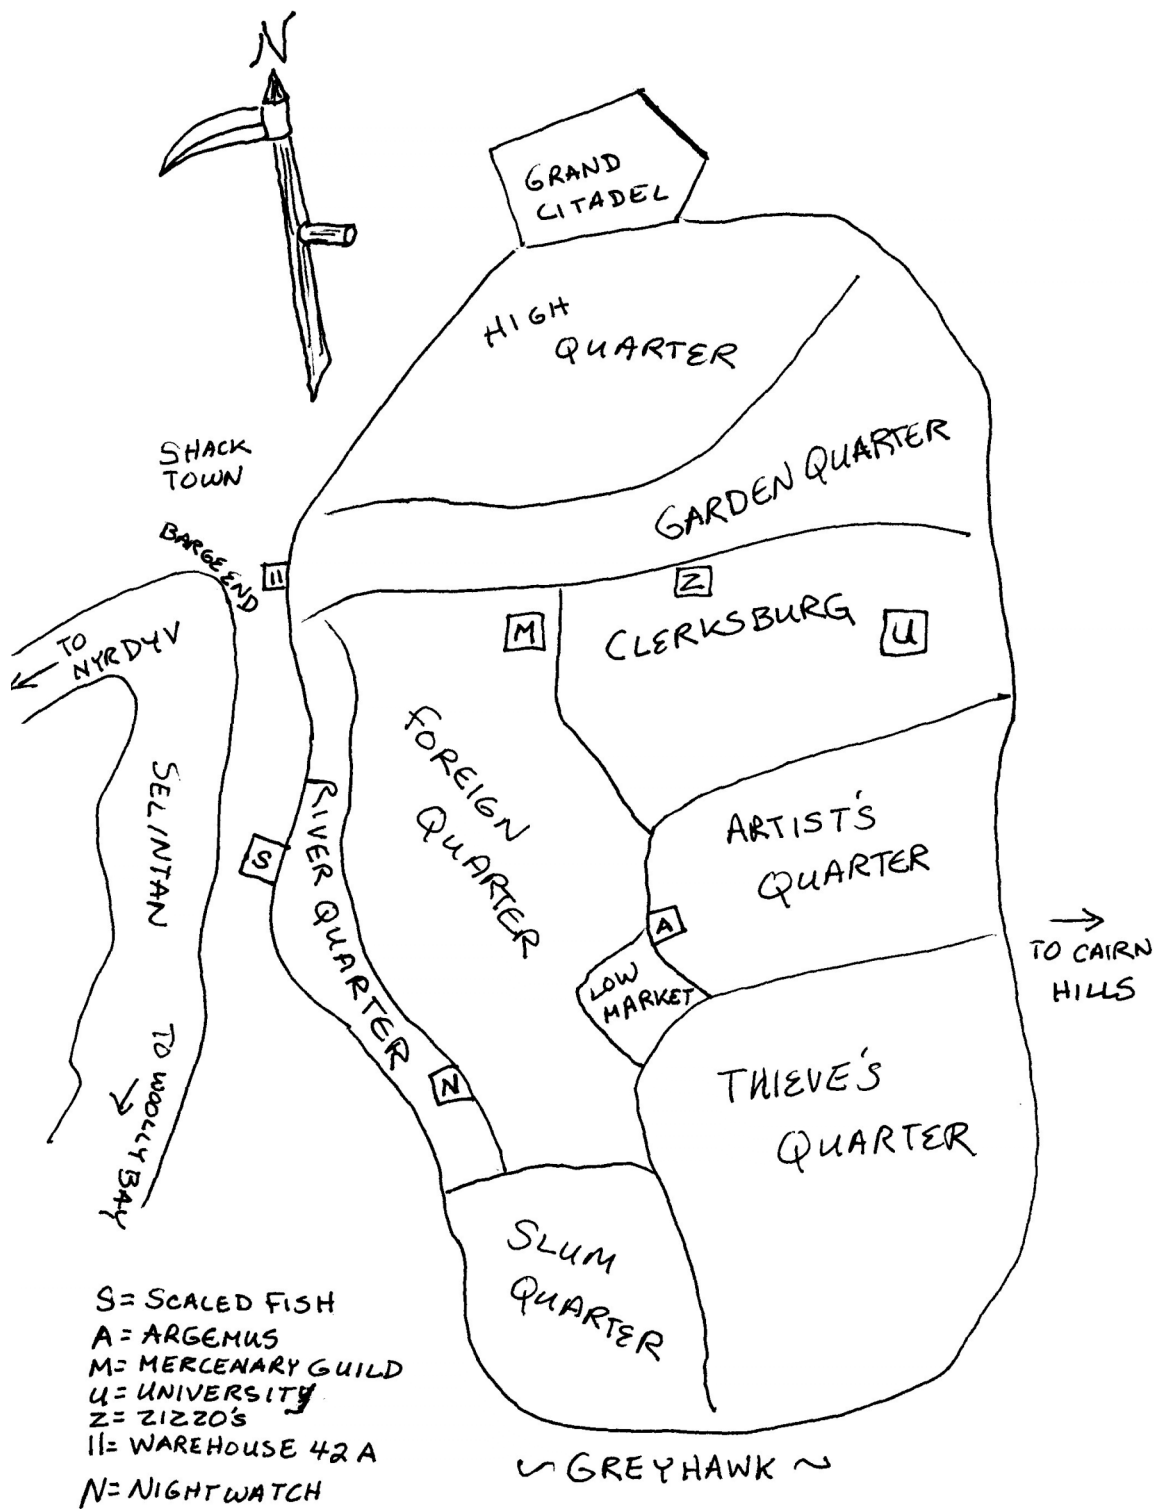 N
GRAND
CITADEL
HIGH
QUARTER
SHACK
TOWN
GARDEN QUARTER
BARGE END
II
Z
TO
NYRDYV
M
CLERKSBURG
U
FOREIGN
QUARTER
SELINTAN
RIVER QUARTER
S
ARTIST'S
QUARTER
A
TO CAIRN
HILLS
LOW
MARKET
TO WOOLLY BAY
N
THIEVE'S
QUARTER
SLUM
QUARTER
S= SCALED FISH
A= ARGEMUS
M= MERCENARY GUILD
U= UNIVERSITY
Z= ZIZZO'S
II= WAREHOUSE 42A
N= NIGHTWATCH
~ GREYHAWK ~